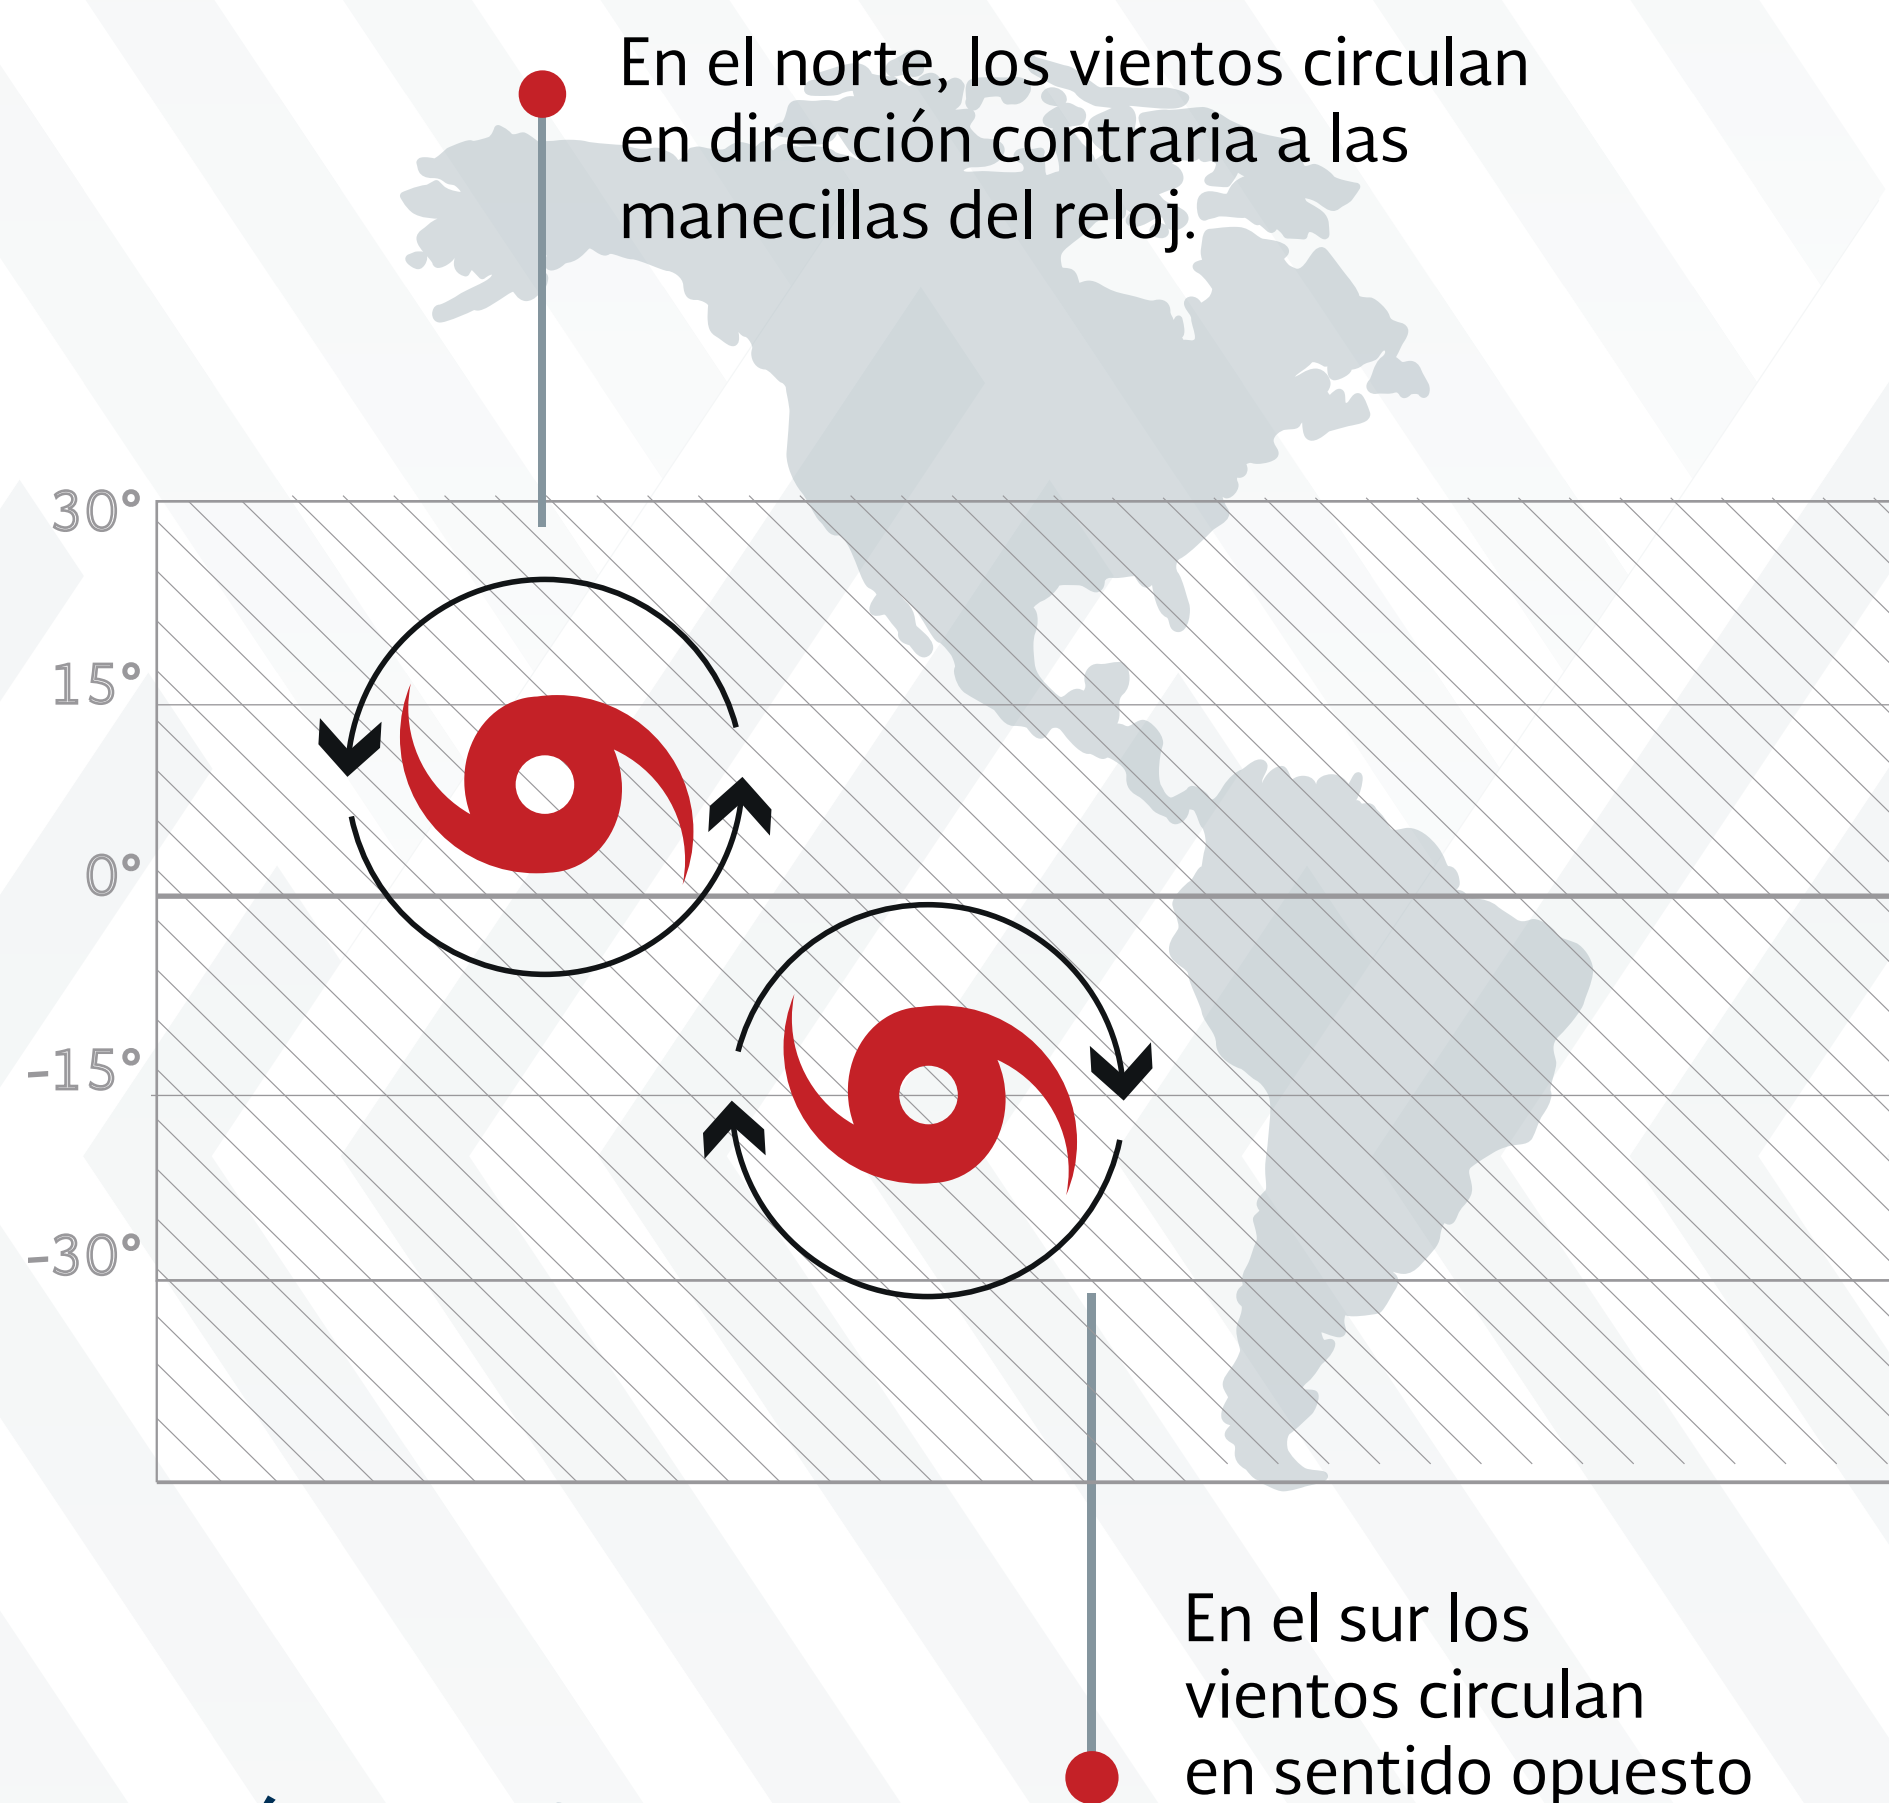 En el norte, los vientos circulan
en dirección contraria a las
manecillas del reloj.
30°
15°
0°
-15°
-30°
En el sur los
vientos circulan
en sentido opuesto